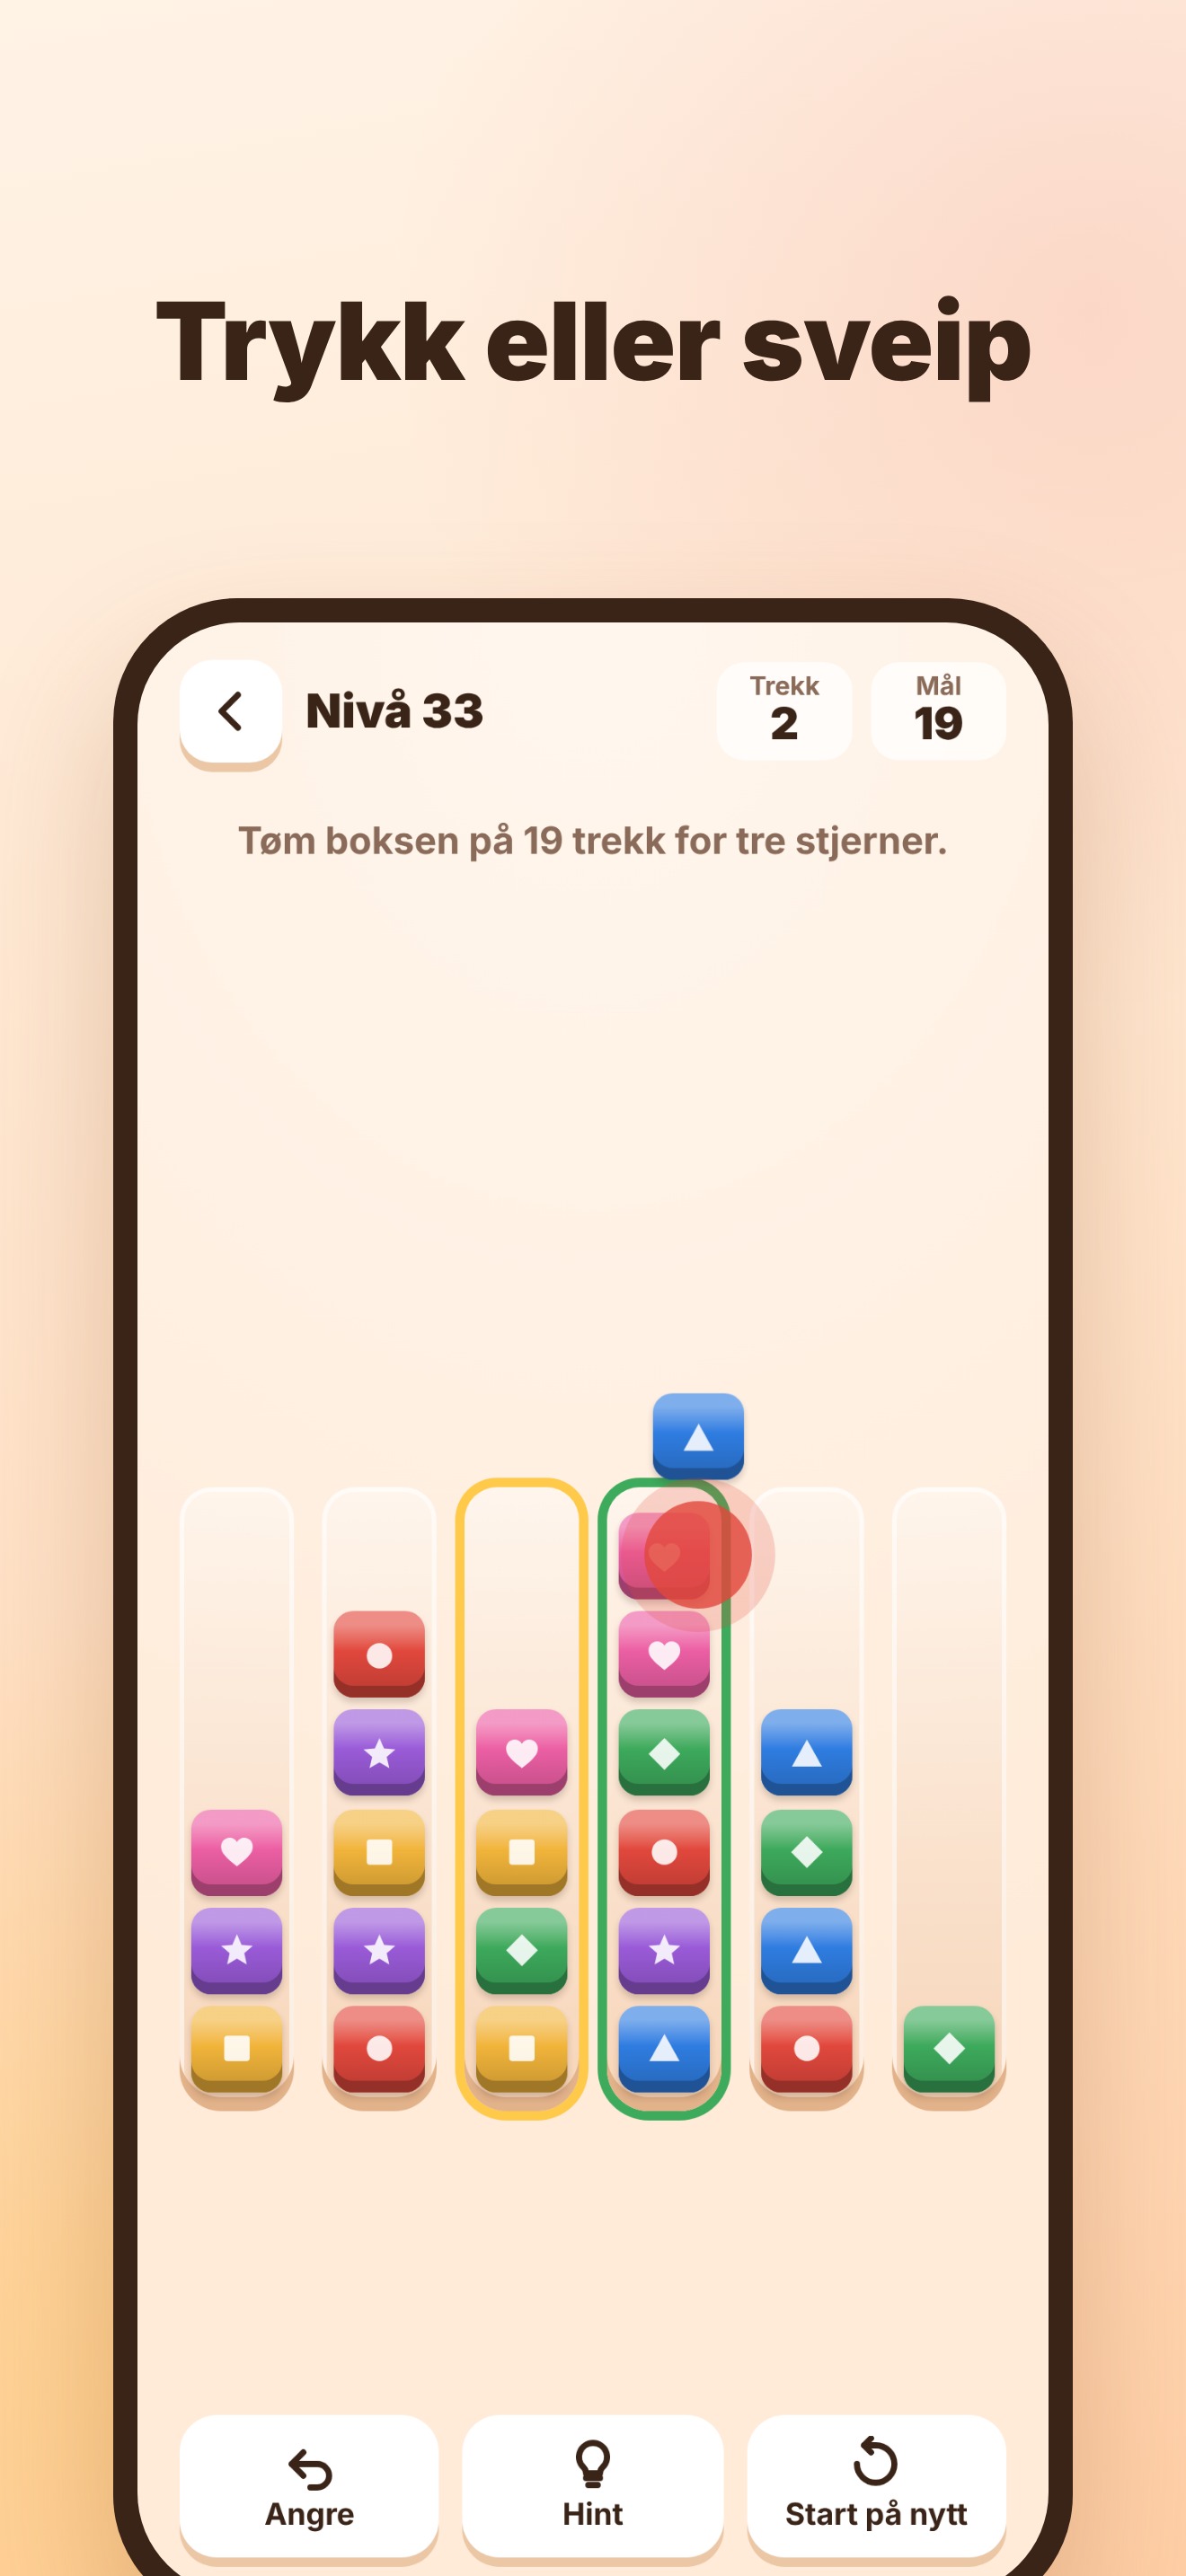 Trykk eller sveip
Nivå 33
Trekk
2
Mål
19
Tøm boksen på 19 trekk for tre stjerner.
Angre
Hint
Start på nytt